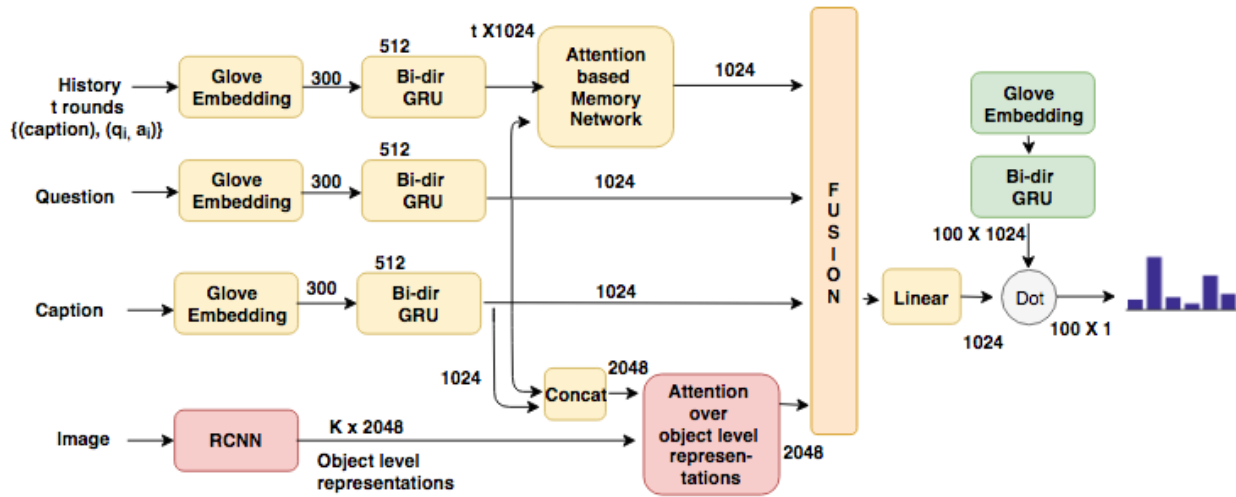 History
t rounds
{(caption), (qi, ai)}
Glove
Embedding
300
512
Bi-dir
GRU
t X1024
Attention
based
Memory
Network
1024
Question
Glove
Embedding
300
512
Bi-dir
GRU
1024
Caption
Glove
Embedding
300
512
Bi-dir
GRU
1024
1024
Concat
2048
Image
RCNN
K x 2048
Object level
representations
Attention
over
object level
represen-
tations
2048
F
U
S
I
O
N
Linear
1024
Glove
Embedding
Bi-dir
GRU
100 X 1024
Dot
100 X 1